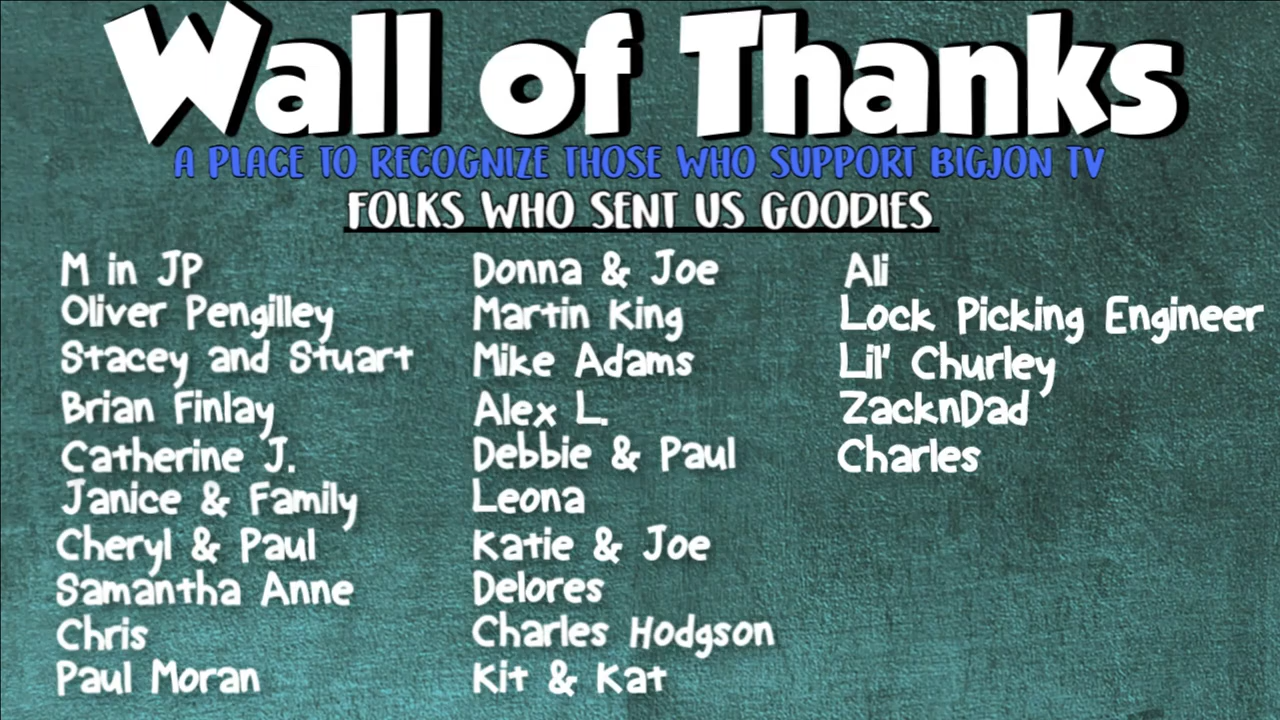 Wall of Thanks
A PLACE TO RECOGNIZE THOSE WHO SUPPORT BIGJON TV
FOLKS WHO SENT US GOODIES
M in JP
Oliver Pengilley
Stacey and Stuart
Brian Finlay
Catherine J.
Janice & Family
Cheryl & Paul
Samantha Anne
Chris
Paul Moran
Donna & Joe
Martin King
Mike Adams
Alex L.
Debbie & Paul
Leona
Katie & Joe
Delores
Charles Hodgson
Kit & Kat
Ali
Lock Picking Engineer
Lil' Churley
ZacknDad
Charles